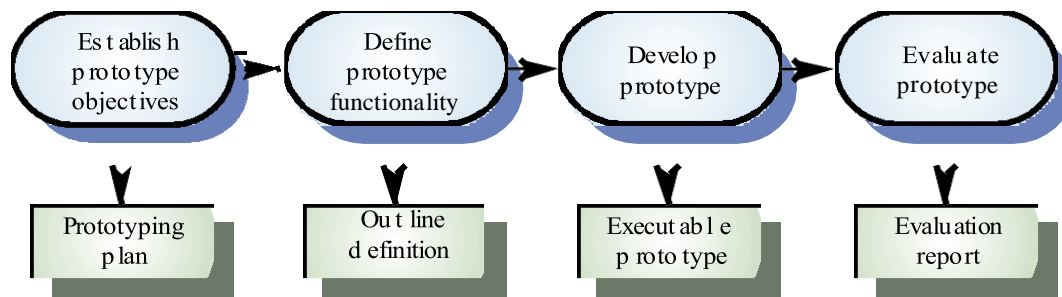 Establish
prototype
objectives
Define
prototype
functionality
Develop
prototype
Evaluate
prototype
Prototyping
plan
Outline
definition
Executable
prototype
Evaluation
report